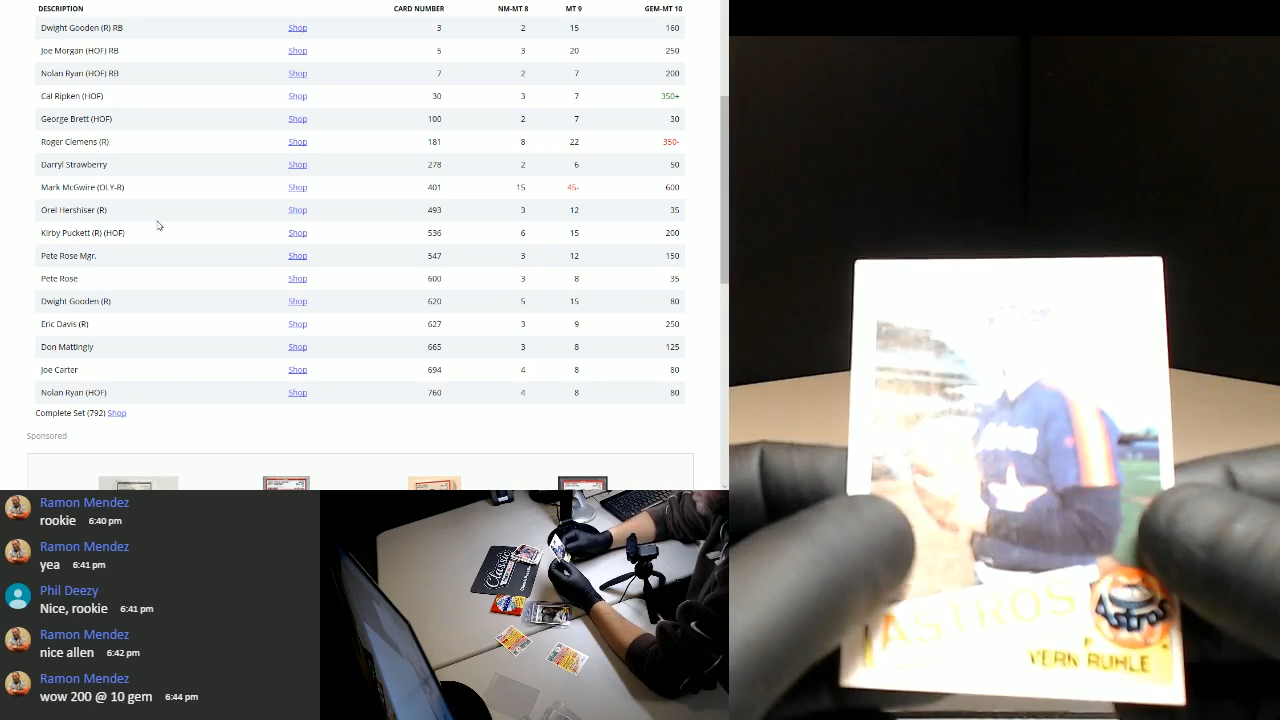 DESCRIPTION CARD NUMBER NM-MT 8 MT 9 GEM-MT 10
Dwight Gooden (R) RB Shop 3 2 15 160
Joe Morgan (HOF) RB Shop 5 3 20 250
Nolan Ryan (HOF) RB Shop 7 2 7 200
Cal Ripken (HOF) Shop 30 3 7 350+
George Brett (HOF) Shop 100 2 7 30
Roger Clemens (R) Shop 181 8 22 350-
Darryl Strawberry Shop 278 2 6 50
Mark McGwire (OLY-R) Shop 401 15 45- 600
Orel Hershiser (R) Shop 493 3 12 35
Kirby Puckett (R) (HOF) Shop 536 6 15 200
Pete Rose Mgr. Shop 547 3 12 150
Pete Rose Shop 600 3 8 35
Dwight Gooden (R) Shop 620 5 15 80
Eric Davis (R) Shop 627 3 9 250
Don Mattingly Shop 665 3 8 125
Joe Carter Shop 694 4 8 80
Nolan Ryan (HOF) Shop 760 4 8 80
Complete Set (792) Shop
Sponsored
Ramon Mendez
rookie 6:40 pm
Ramon Mendez
yea 6:41 pm
Phil Deezy
Nice, rookie 6:41 pm
Ramon Mendez
nice allen 6:42 pm
Ramon Mendez
wow 200 @ 10 gem 6:44 pm
Classic
ASTROS
Astros
VERN RUHLE